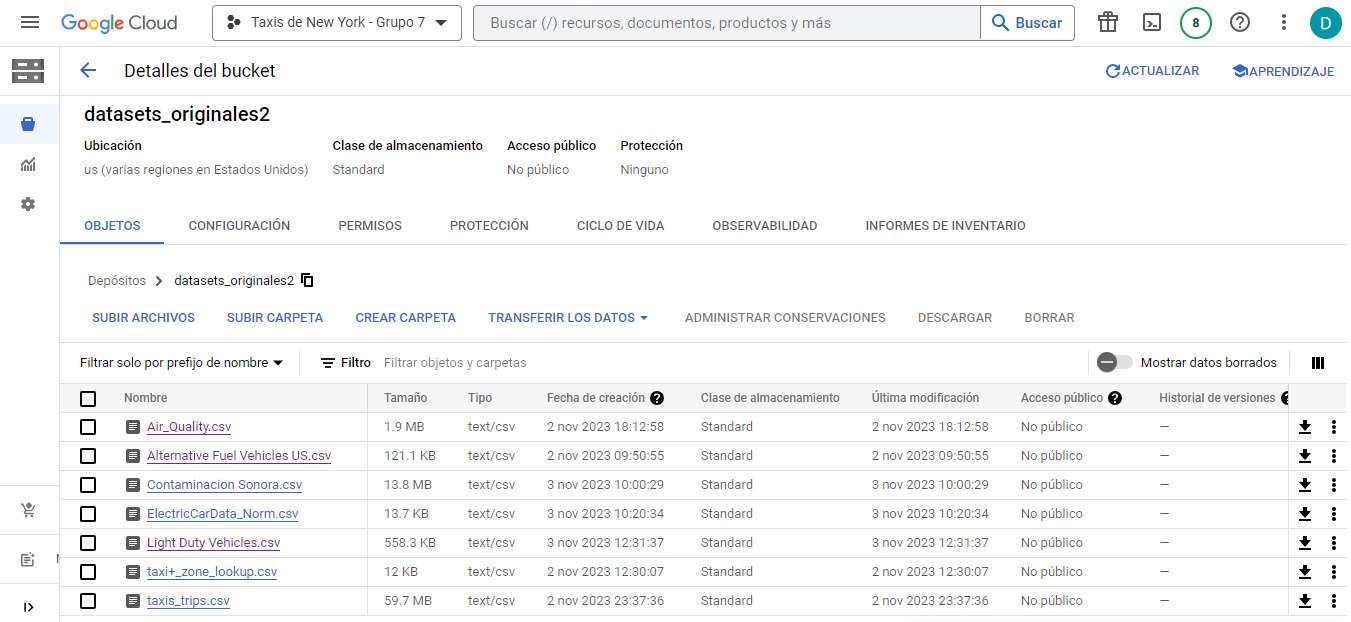 Google Cloud Taxis de New York - Grupo 7 Buscar (/) recursos, documentos, productos y más Buscar 8 D
Detalles del bucket ACTUALIZAR APRENDIZAJE
datasets_originales2
Ubicación Clase de almacenamiento Acceso público Protección
us (varias regiones en Estados Unidos) Standard No público Ninguno
OBJETOS CONFIGURACIÓN PERMISOS PROTECCIÓN CICLO DE VIDA OBSERVABILIDAD INFORMES DE INVENTARIO
Depósitos datasets_originales2
SUBIR ARCHIVOS SUBIR CARPETA CREAR CARPETA TRANSFERIR LOS DATOS ADMINISTRAR CONSERVACIONES DESCARGAR BORRAR
Filtrar solo por prefijo de nombre Filtro Filtrar objetos y carpetas Mostrar datos borrados
Nombre Tamaño Tipo Fecha de creación Clase de almacenamiento Última modificación Acceso público Historial de versiones
Air_Quality.csv 1.9 MB text/csv 2 nov 2023 18:12:58 Standard 2 nov 2023 18:12:58 No público —
Alternative Fuel Vehicles US.csv 121.1 KB text/csv 2 nov 2023 09:50:55 Standard 2 nov 2023 09:50:55 No público —
Contaminacion Sonora.csv 13.8 MB text/csv 3 nov 2023 10:00:29 Standard 3 nov 2023 10:00:29 No público —
ElectricCarData_Norm.csv 13.7 KB text/csv 3 nov 2023 10:20:34 Standard 3 nov 2023 10:20:34 No público —
Light Duty Vehicles.csv 558.3 KB text/csv 3 nov 2023 12:31:37 Standard 3 nov 2023 12:31:37 No público —
taxi+_zone_lookup.csv 12 KB text/csv 2 nov 2023 12:30:07 Standard 2 nov 2023 12:30:07 No público —
taxis_trips.csv 59.7 MB text/csv 2 nov 2023 23:37:36 Standard 2 nov 2023 23:37:36 No público —